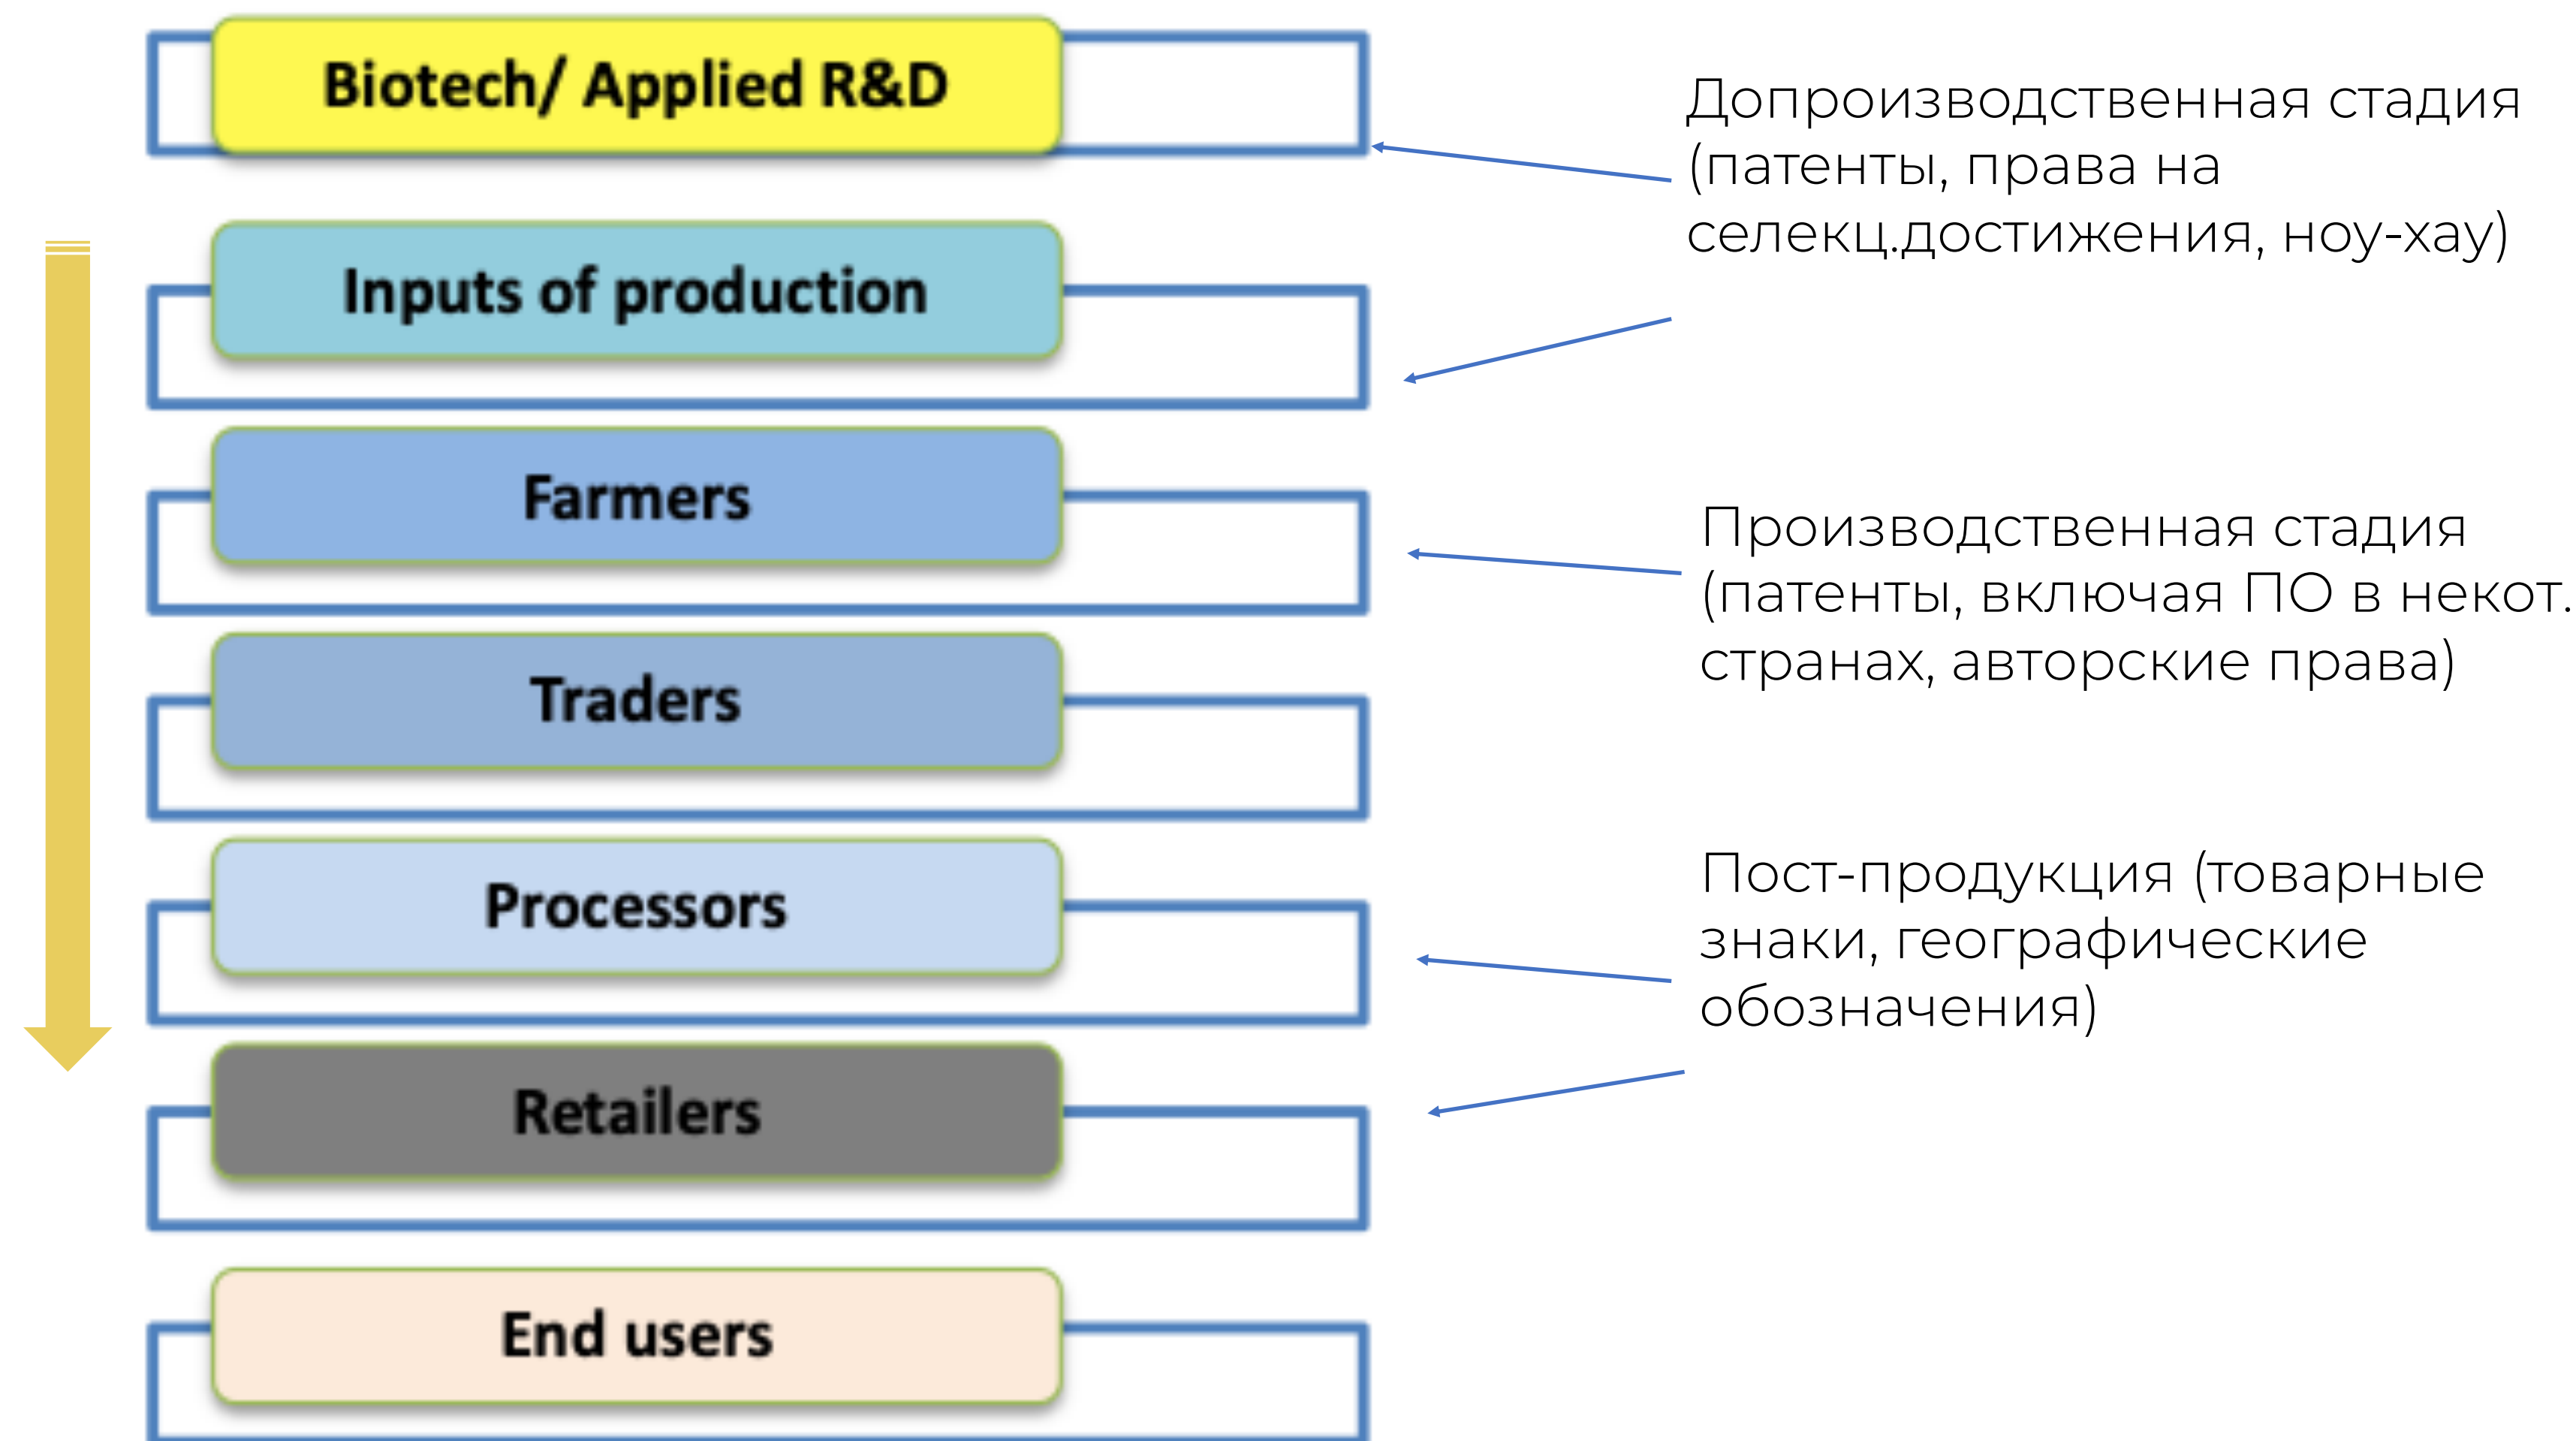 Biotech/ Applied R&D
Inputs of production
Farmers
Traders
Processors
Retailers
End users
Допроизводственная стадия
(патенты, права на
селекц.достижения, ноу-хау)
Производственная стадия
(патенты, включая ПО в некот.
странах, авторские права)
Пост-продукция (товарные
знаки, географические
обозначения)